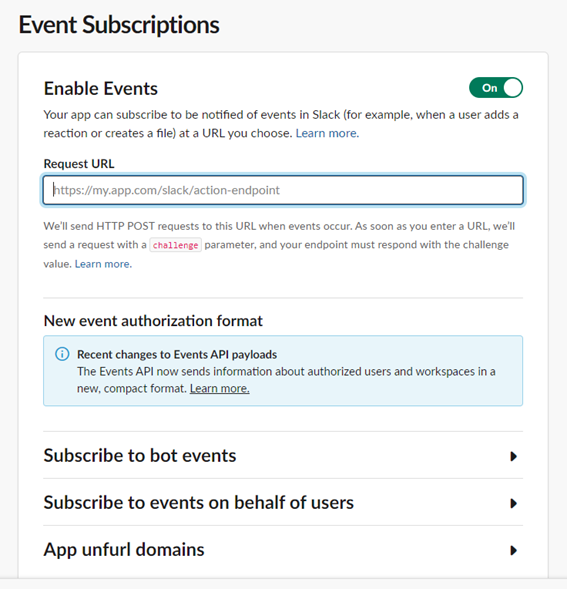 Event Subscriptions
Enable Events
On
Your app can subscribe to be notified of events in Slack (for example, when a user adds a
reaction or creates a file) at a URL you choose. Learn more.
Request URL
https://my.app.com/slack/action-endpoint
We'll send HTTP POST requests to this URL when events occur. As soon as you enter a URL, we'll
send a request with a challenge parameter, and your endpoint must respond with the challenge
value. Learn more.
New event authorization format
Recent changes to Events API payloads
The Events API now sends information about authorized users and workspaces in a
new, compact format. Learn more.
Subscribe to bot events
Subscribe to events on behalf of users
App unfurl domains